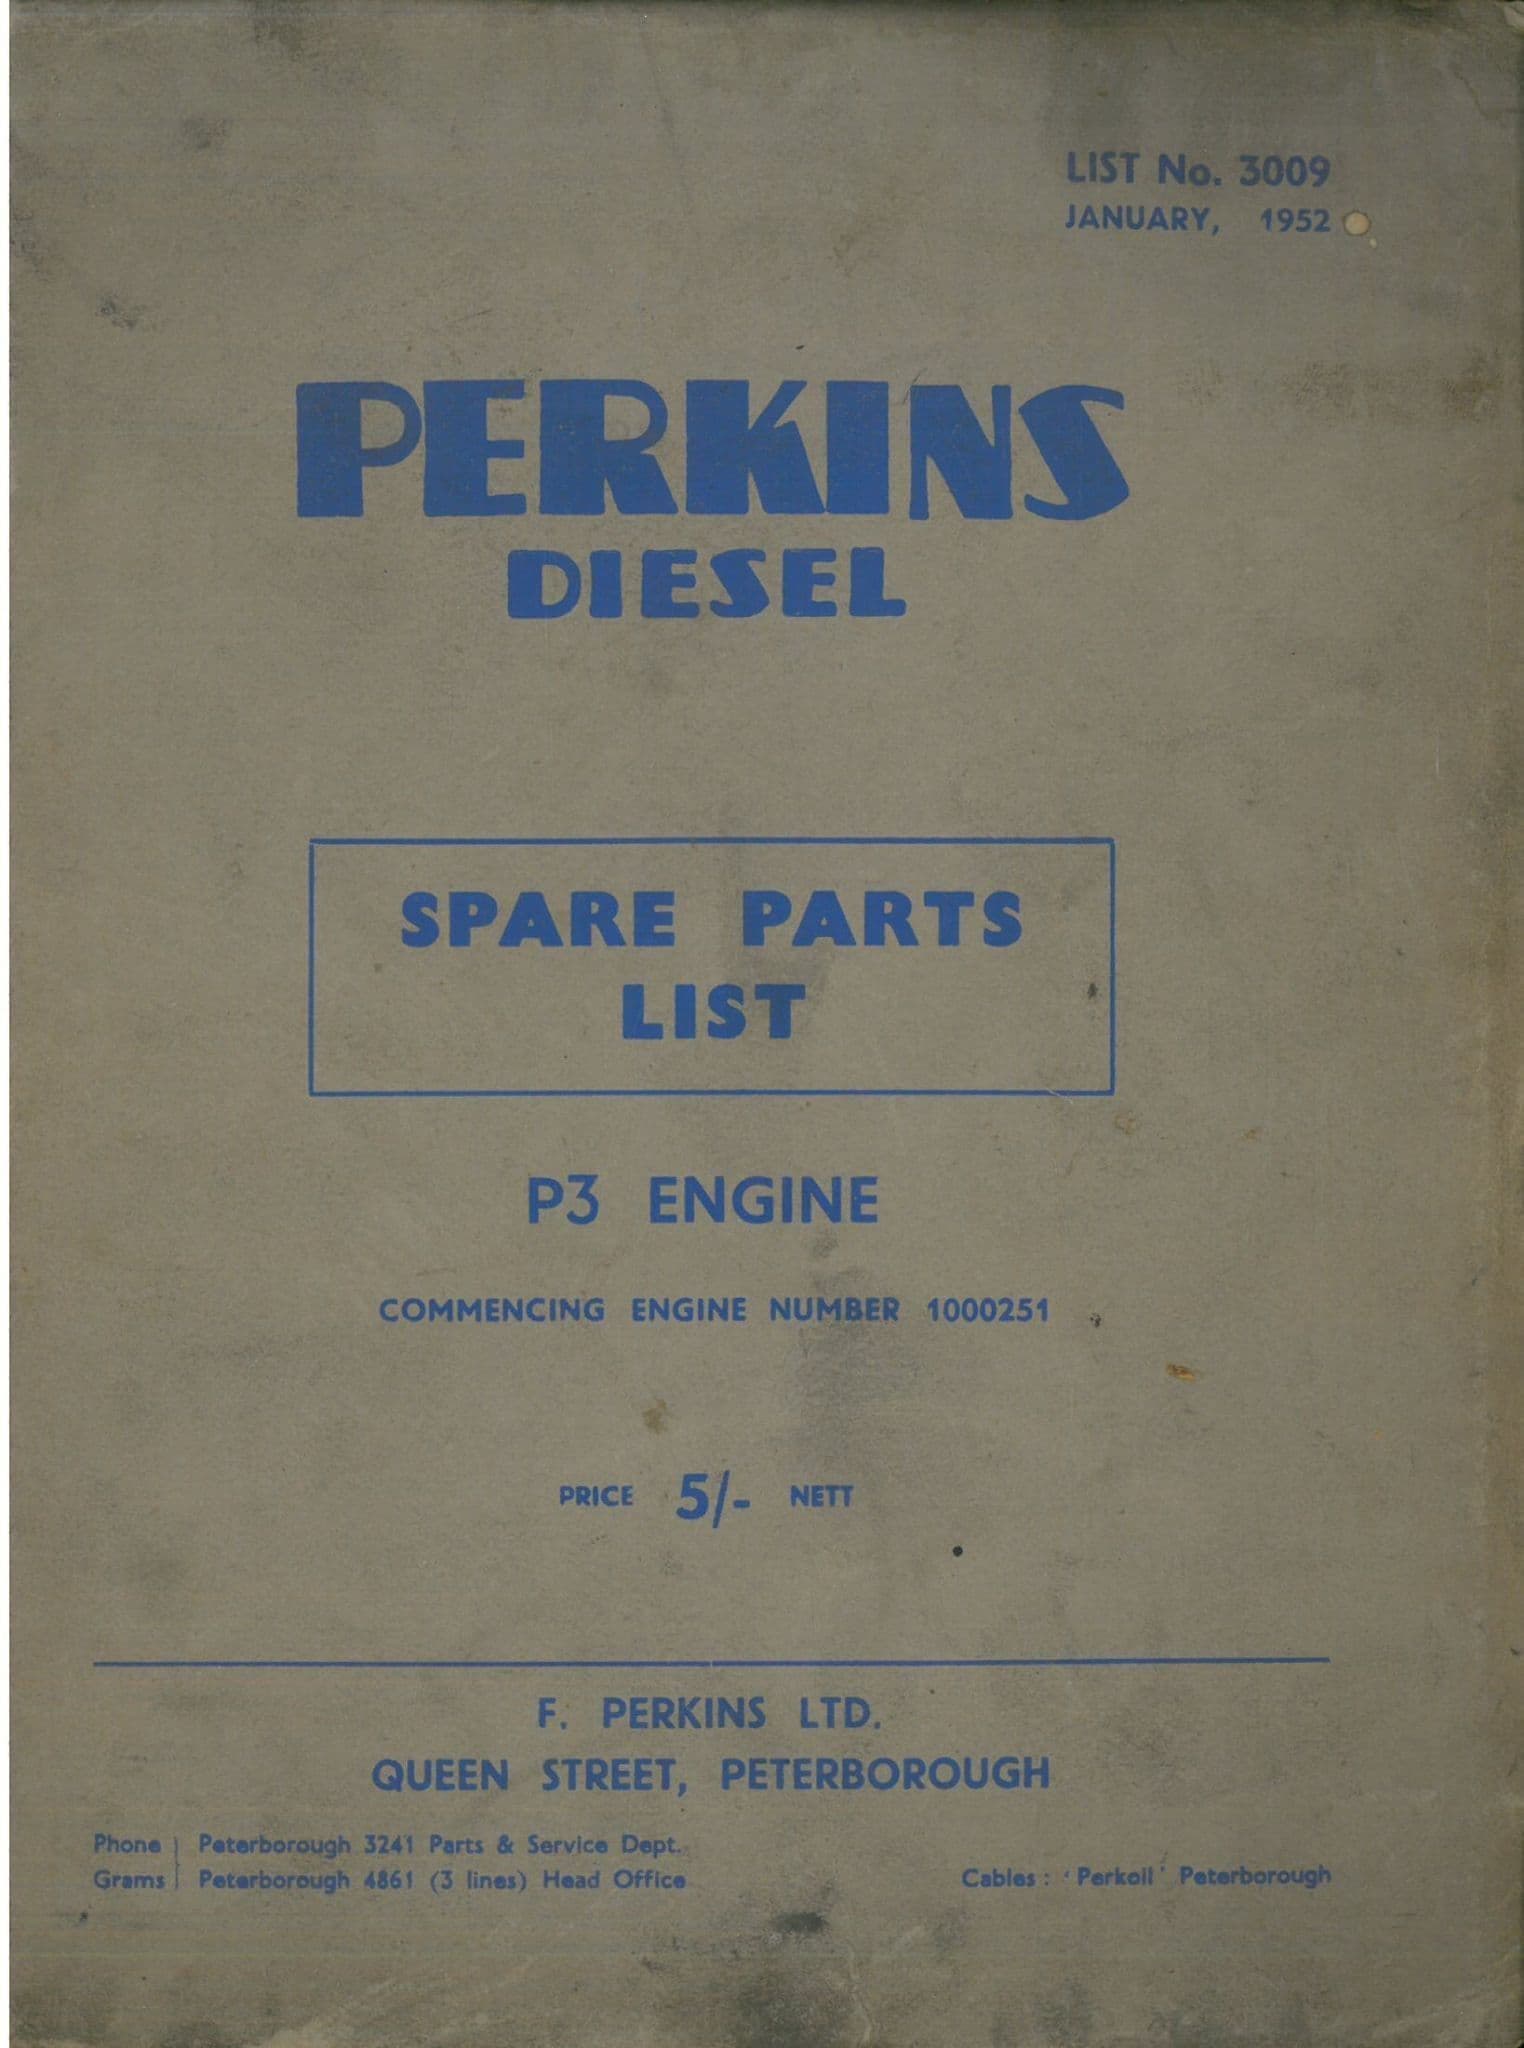 LIST No. 3009
JANUARY, 1952
PERKINS
DIESEL
SPARE PARTS
LIST
P3 ENGINE
COMMENCING ENGINE NUMBER 1000251
PRICE 5/- NETT
F. PERKINS LTD.
QUEEN STREET, PETERBOROUGH
Phone } Peterborough 3241 Parts & Service Dept.
Grams } Peterborough 4861 (3 lines) Head Office
Cables : 'Perkoil' Peterborough